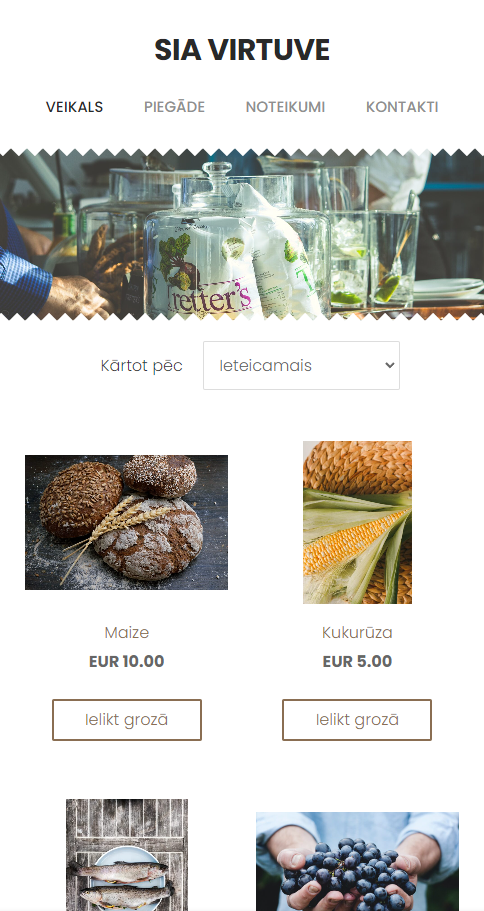 SIA VIRTUVE
VEIKALS PIEGĀDE NOTEIKUMI KONTAKTI
retter's
Kārtot pēc Ieteicamais
Maize Kukurūza
EUR 10.00 EUR 5.00
Ielikt grozā Ielikt grozā